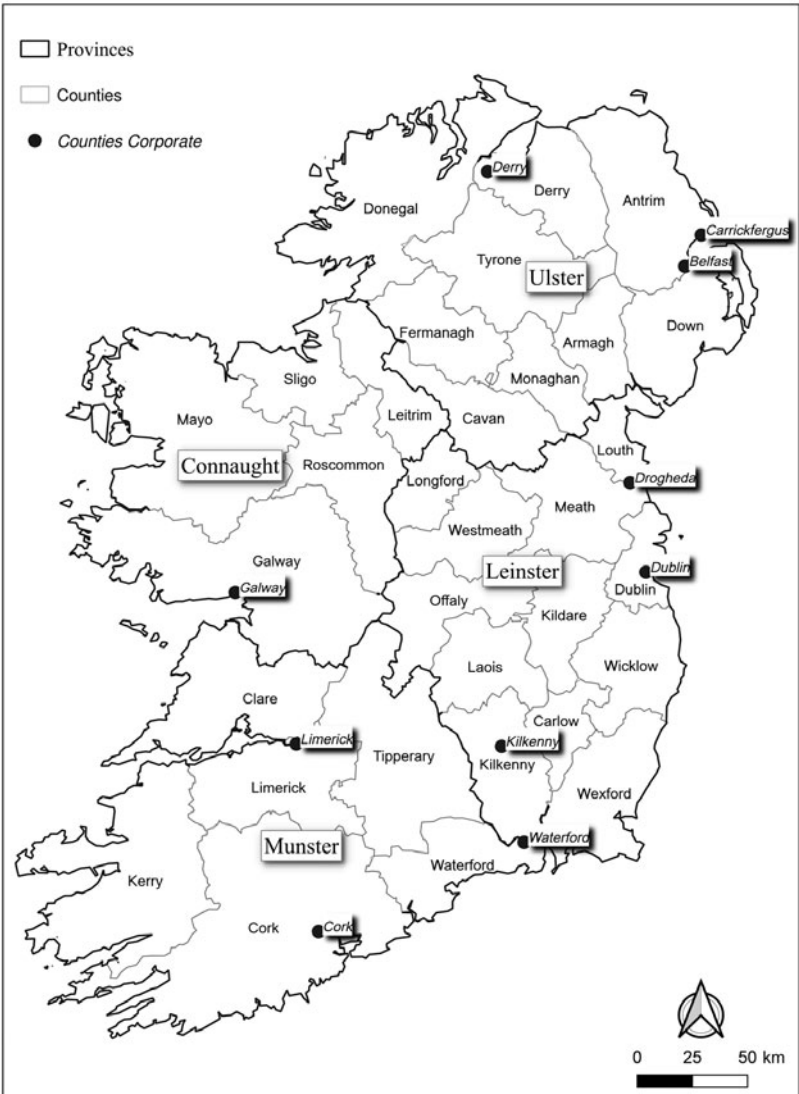 Provinces
Counties
Counties Corporate
Derry
Derry
Antrim
Donegal
Carrickfergus
Tyrone
Belfast
Ulster
Down
Fermanagh
Armagh
Sligo
Monaghan
Mayo
Leitrim
Cavan
Louth
Connaught
Roscommon
Longford
Drogheda
Meath
Westmeath
Galway
Leinster
Dublin
Galway
Dublin
Offaly
Kildare
Laois
Wicklow
Clare
Carlow
Limerick
Kilkenny
Tipperary
Kilkenny
Limerick
Wexford
Waterford
Munster
Waterford
Kerry
Cork
Cork
0 25 50 km